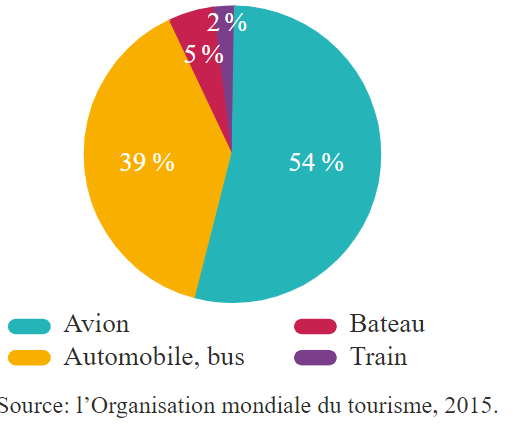 2 %
5 %
39 %
54 %
Avion
Bateau
Automobile, bus
Train
Source: l’Organisation mondiale du tourisme, 2015.